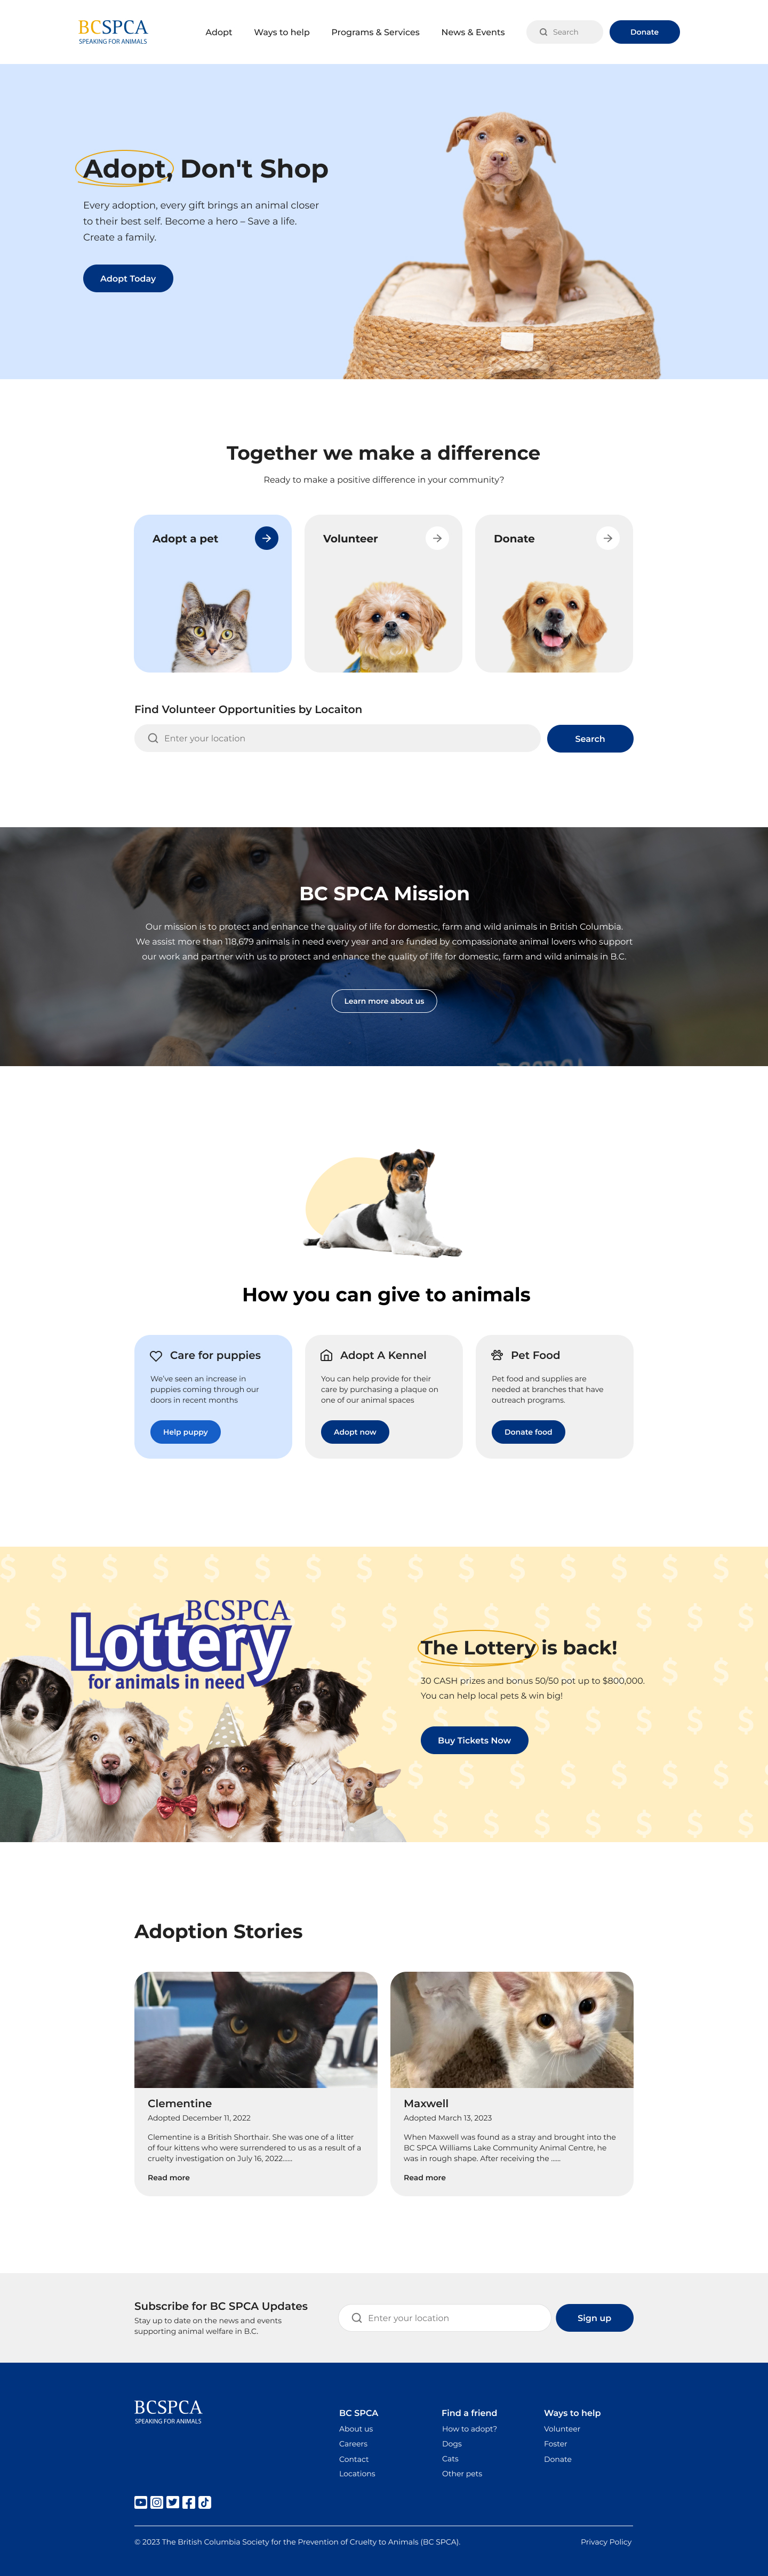 BCSPCA
SPEAKING FOR ANIMALS
Adopt
Ways to help
Programs & Services
News & Events
Search
Donate
Adopt, Don't Shop
Every adoption, every gift brings an animal closer
to their best self. Become a hero – Save a life.
Create a family.
Adopt Today
Together we make a difference
Ready to make a positive difference in your community?
Adopt a pet
Volunteer
Donate
Find Volunteer Opportunities by Locaiton
Enter your location
Search
BC SPCA Mission
Our mission is to protect and enhance the quality of life for domestic, farm and wild animals in British Columbia.
We assist more than 118,679 animals in need every year and are funded by compassionate animal lovers who support
our work and partner with us to protect and enhance the quality of life for domestic, farm and wild animals in B.C.
Learn more about us
BCSPCA
How you can give to animals
Care for puppies
We've seen an increase in
puppies coming through our
doors in recent months
Help puppy
Adopt A Kennel
You can help provide for their
care by purchasing a plaque on
one of our animal spaces
Adopt now
Pet Food
Pet food and supplies are
needed at branches that have
outreach programs.
Donate food
BCSPCA
Lottery
for animals in need
The Lottery is back!
30 CASH prizes and bonus 50/50 pot up to $800,000.
You can help local pets & win big!
Buy Tickets Now
Adoption Stories
Clementine
Adopted December 11, 2022
Clementine is a British Shorthair. She was one of a litter
of four kittens who were surrendered to us as a result of a
cruelty investigation on July 16, 2022......
Read more
Maxwell
Adopted March 13, 2023
When Maxwell was found as a stray and brought into the
BC SPCA Williams Lake Community Animal Centre, he
was in rough shape. After receiving the ......
Read more
Subscribe for BC SPCA Updates
Stay up to date on the news and events
supporting animal welfare in B.C.
Enter your location
Sign up
BCSPCA
SPEAKING FOR ANIMALS
BC SPCA
About us
Careers
Contact
Locations
Find a friend
How to adopt?
Dogs
Cats
Other pets
Ways to help
Volunteer
Foster
Donate
© 2023 The British Columbia Society for the Prevention of Cruelty to Animals (BC SPCA).
Privacy Policy